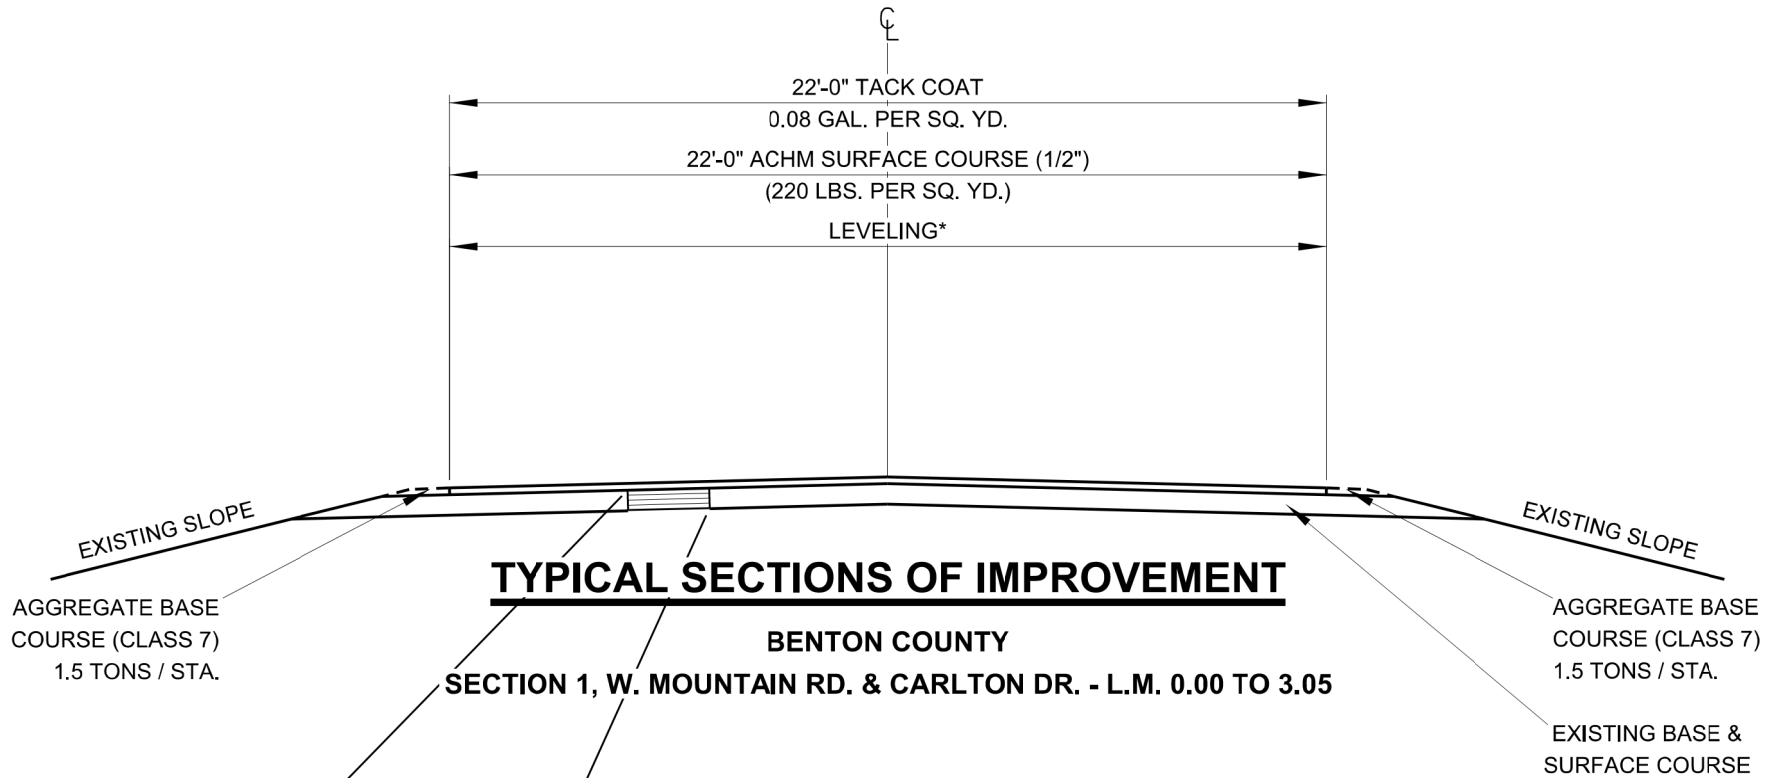 ℄
22'-0" TACK COAT
0.08 GAL. PER SQ. YD.
22'-0" ACHM SURFACE COURSE (1/2")
(220 LBS. PER SQ. YD.)
LEVELING*
EXISTING SLOPE
EXISTING SLOPE
AGGREGATE BASE
COURSE (CLASS 7)
1.5 TONS / STA.
TYPICAL SECTIONS OF IMPROVEMENT
BENTON COUNTY
SECTION 1, W. MOUNTAIN RD. & CARLTON DR. - L.M. 0.00 TO 3.05
AGGREGATE BASE
COURSE (CLASS 7)
1.5 TONS / STA.
EXISTING BASE &
SURFACE COURSE